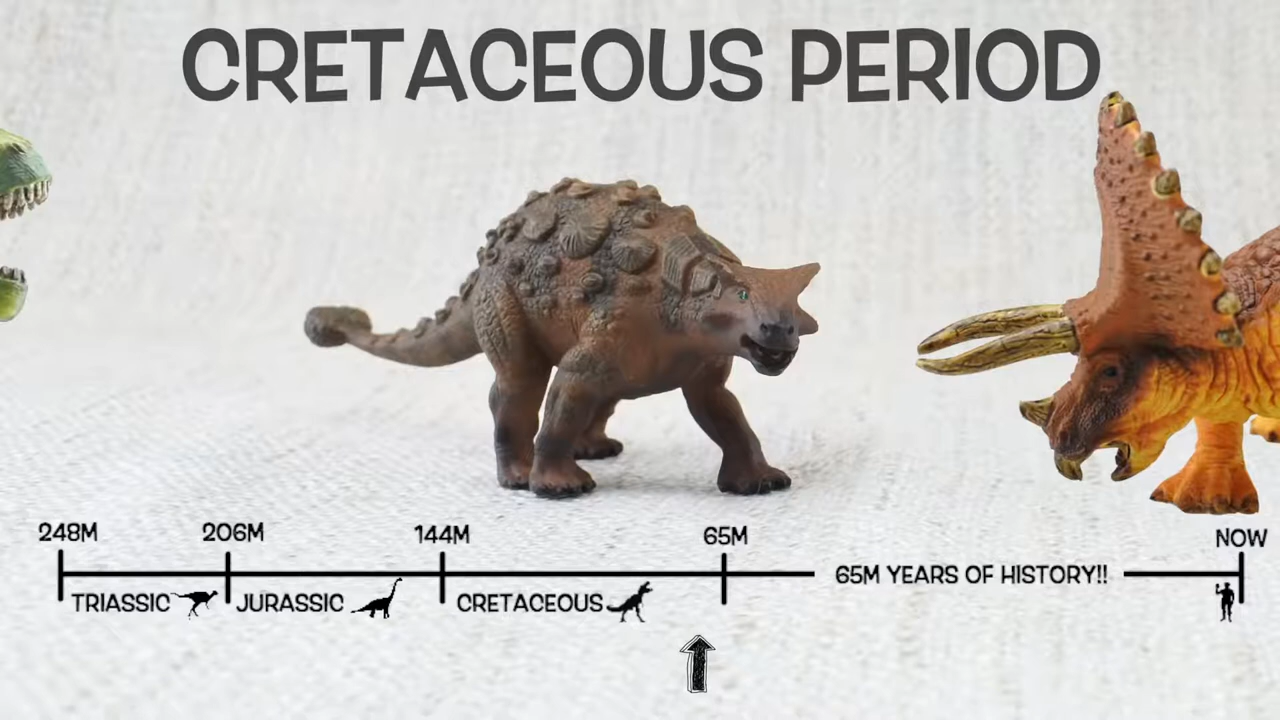 CRETACEOUS PERIOD
248M 206M 144M 65M NOW
65M YEARS OF HISTORY!!
TRIASSIC JURASSIC CRETACEOUS